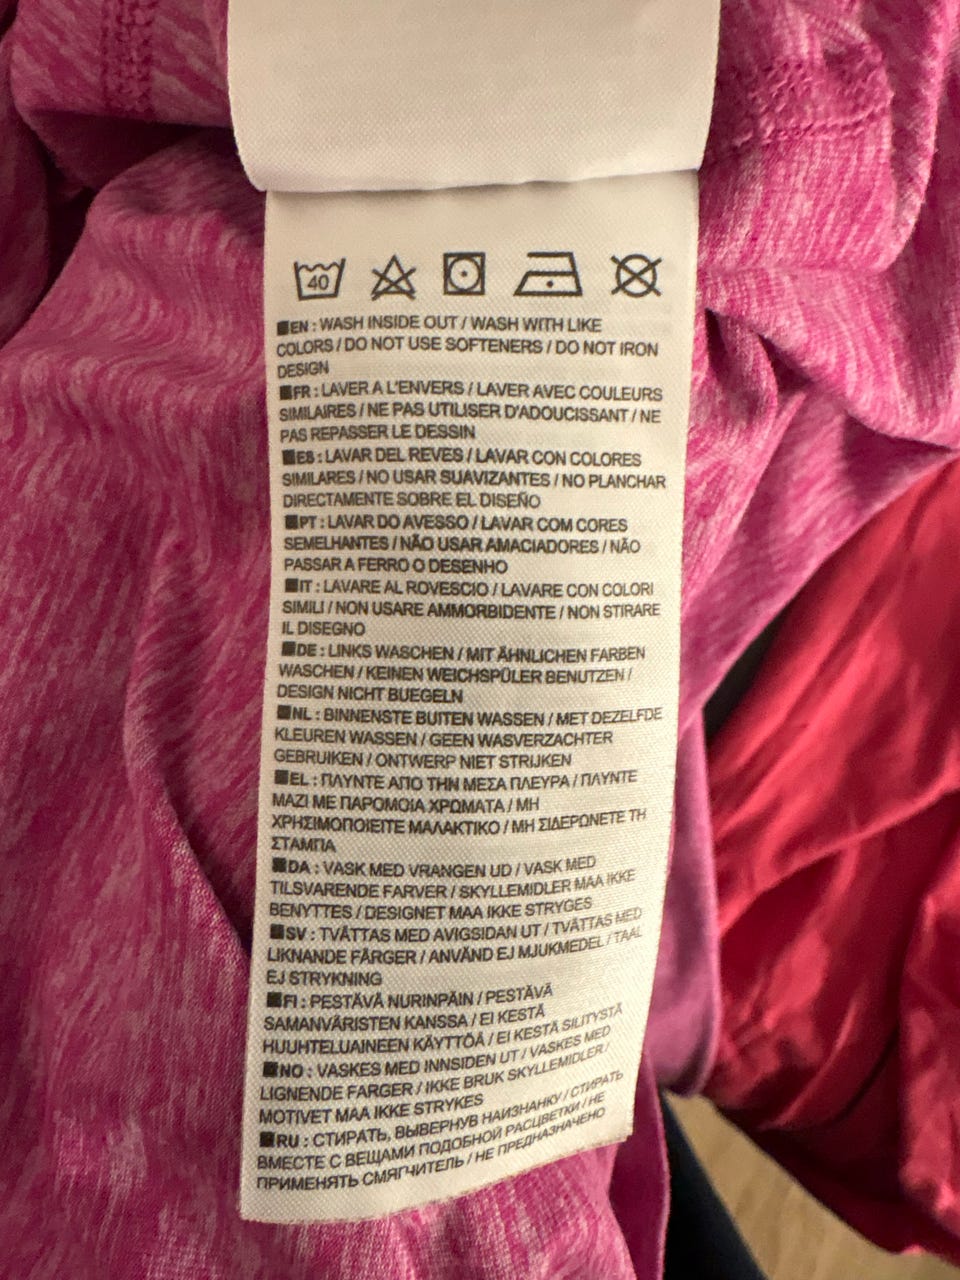 40
■EN : WASH INSIDE OUT / WASH WITH LIKE
COLORS / DO NOT USE SOFTENERS / DO NOT IRON
DESIGN
■FR : LAVER A L'ENVERS / LAVER AVEC COULEURS
SIMILAIRES / NE PAS UTILISER D'ADOUCISSANT / NE
PAS REPASSER LE DESSIN
■ES : LAVAR DEL REVES / LAVAR CON COLORES
SIMILARES / NO USAR SUAVIZANTES / NO PLANCHAR
DIRECTAMENTE SOBRE EL DISEÑO
■PT : LAVAR DO AVESSO / LAVAR COM CORES
SEMELHANTES / NÃO USAR AMACIADORES / NÃO
PASSAR A FERRO O DESENHO
■IT : LAVARE AL ROVESCIO / LAVARE CON COLORI
SIMILI / NON USARE AMMORBIDENTE / NON STIRARE
IL DISEGNO
■DE : LINKS WASCHEN / MIT ÄHNLICHEN FARBEN
WASCHEN / KEINEN WEICHSPÜLER BENUTZEN /
DESIGN NICHT BUEGELN
■NL : BINNENSTE BUITEN WASSEN / MET DEZELFDE
KLEUREN WASSEN / GEEN WASVERZACHTER
GEBRUIKEN / ONTWERP NIET STRIJKEN
■EL : ΠΛΥΝΤΕ ΑΠΟ ΤΗΝ ΜΕΣΑ ΠΛΕΥΡΑ / ΠΛΥΝΤΕ
ΜΑΖΙ ΜΕ ΠΑΡΟΜΟΙΑ ΧΡΩΜΑΤΑ / ΜΗ
ΧΡΗΣΙΜΟΠΟΙΕΙΤΕ ΜΑΛΑΚΤΙΚΟ / ΜΗ ΣΙΔΕΡΩΝΕΤΕ ΤΗ
ΣΤΑΜΠΑ
■DA : VASK MED VRANGEN UD / VASK MED
TILSVARENDE FARVER / SKYLLEMIDLER MAA IKKE
BENYTTES / DESIGNET MAA IKKE STRYGES
■SV : TVÄTTAS MED AVIGSIDAN UT / TVÄTTAS MED
LIKNANDE FÄRGER / ANVÄND EJ MJUKMEDEL / TAAL
EJ STRYKNING
■FI : PESTÄVÄ NURINPÄIN / PESTÄVÄ
SAMANVÄRISTEN KANSSA / EI KESTÄ
HUUHTELUAINEEN KÄYTTÖÄ / EI KESTÄ SILITYSTÄ
■NO : VASKES MED INNSIDEN UT / VASKES MED
LIGNENDE FARGER / IKKE BRUK SKYLLEMIDLER /
MOTIVET MAA IKKE STRYKES
■RU : СТИРАТЬ, ВЫВЕРНУВ НАИЗНАНКУ / СТИРАТЬ
ВМЕСТЕ С ВЕЩАМИ ПОДОБНОЙ РАСЦВЕТКИ / НЕ
ПРИМЕНЯТЬ СМЯГЧИТЕЛЬ / НЕ ПРЕДНАЗНАЧЕНО